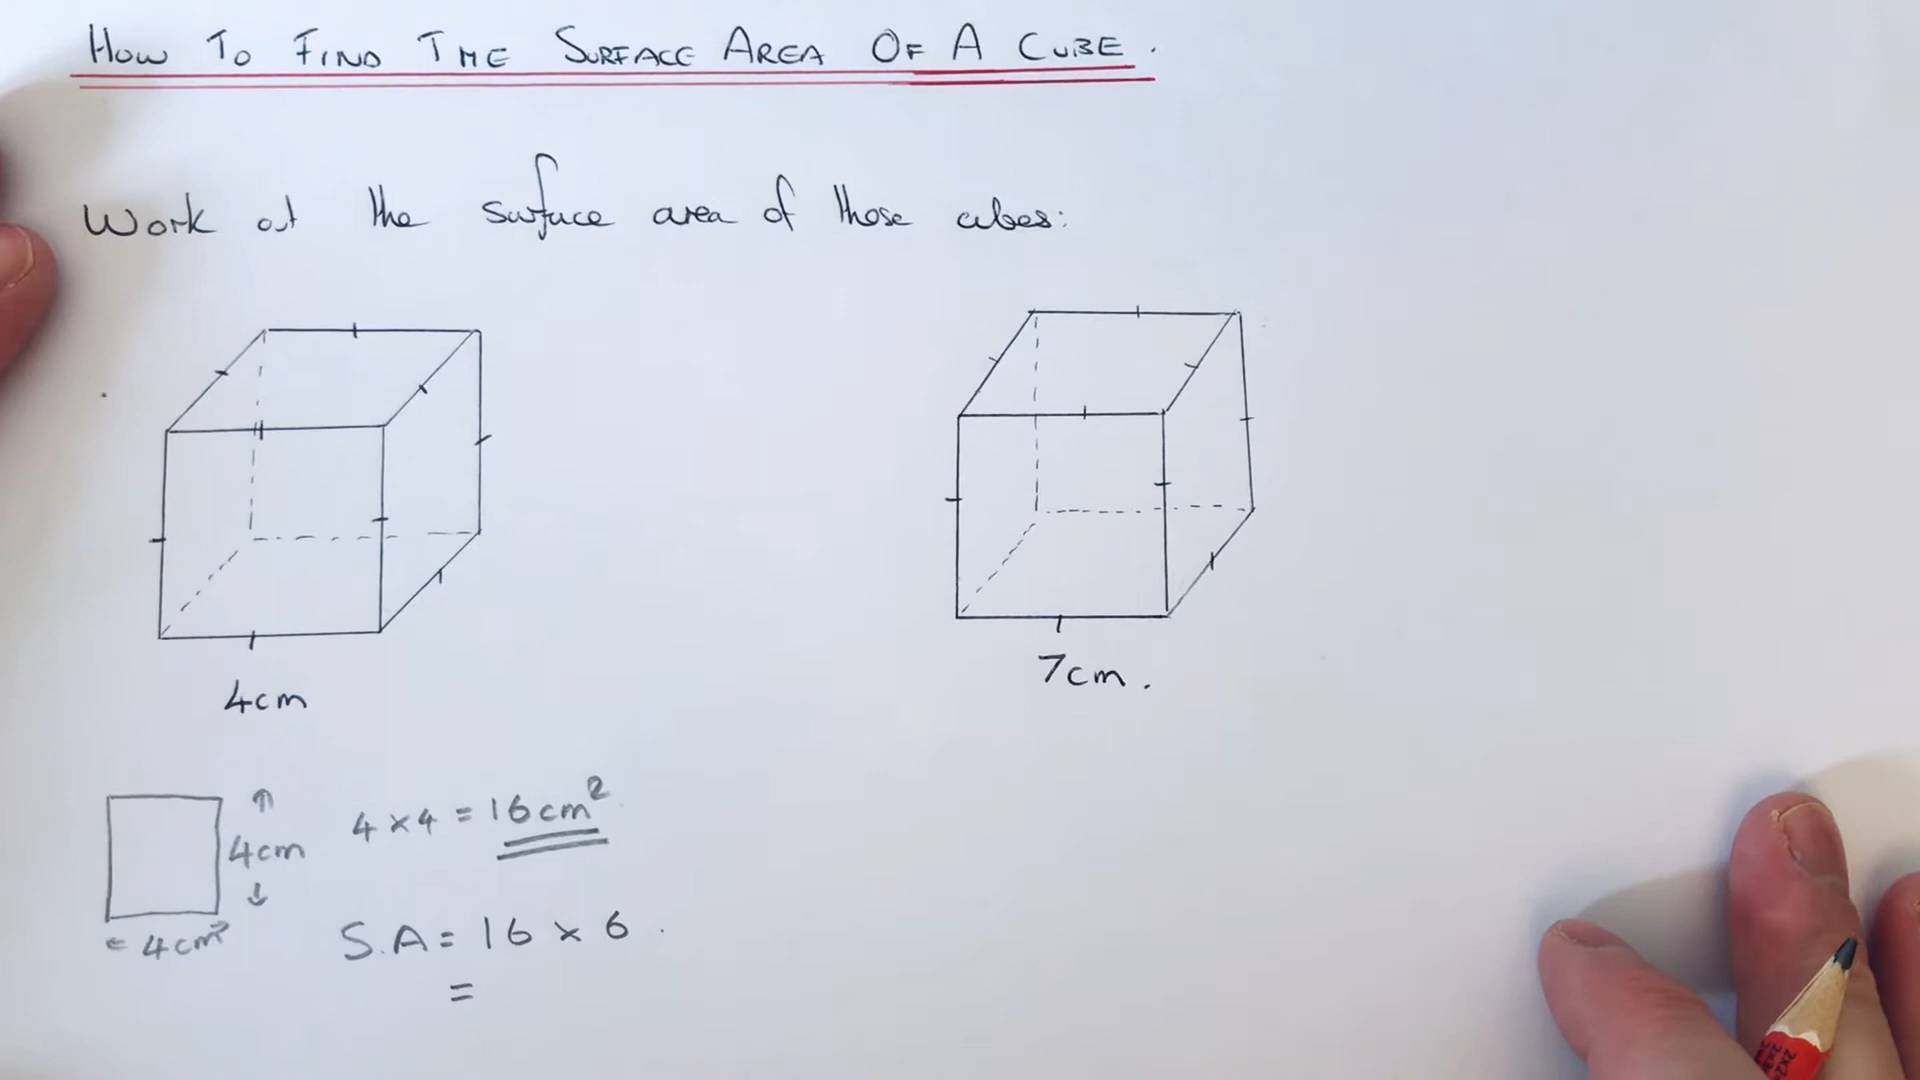 HOW TO FIND THE SURFACE AREA OF A CUBE.
Work out the surface area of those cubes:
4cm
7cm.
4cm
4 × 4 = 16cm²
← 4cm →
S.A = 16 × 6
=